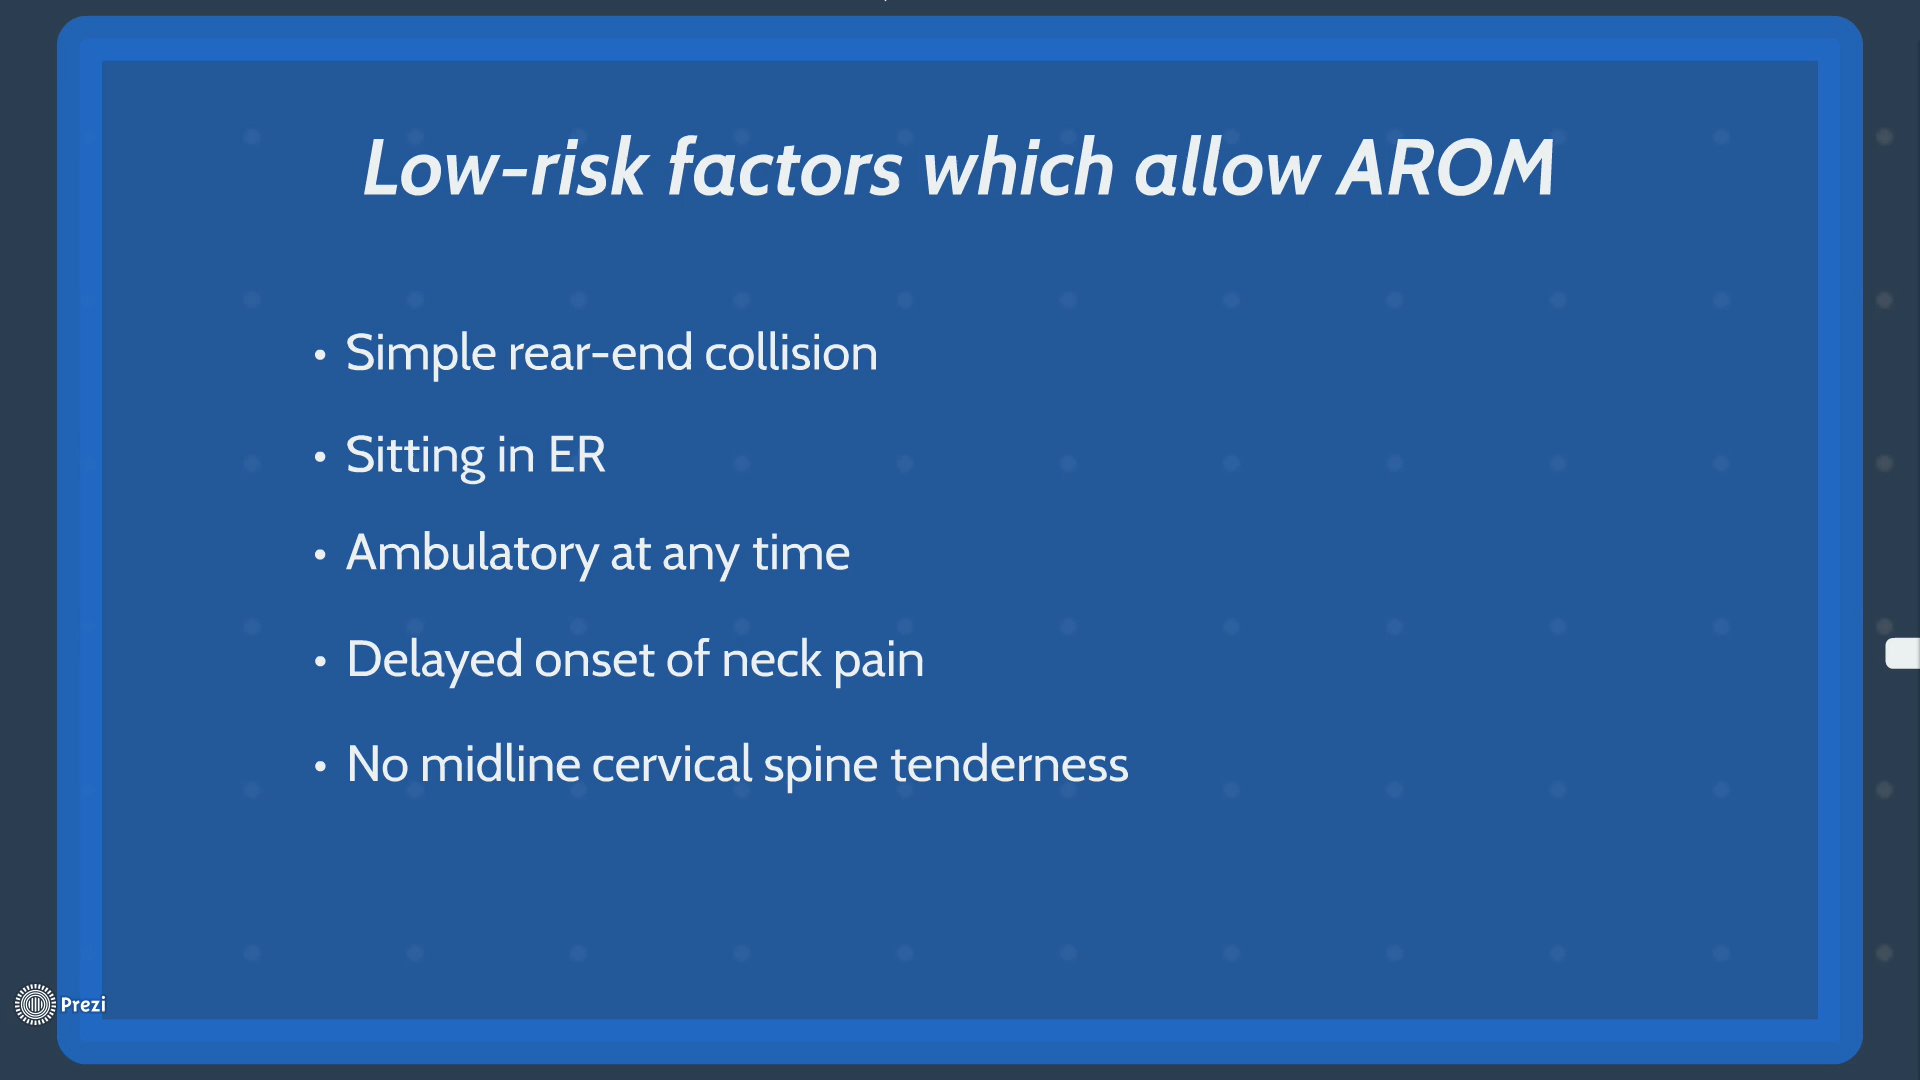 Low-risk factors which allow AROM
• Simple rear-end collision
• Sitting in ER
• Ambulatory at any time
• Delayed onset of neck pain
• No midline cervical spine tenderness
Prezi